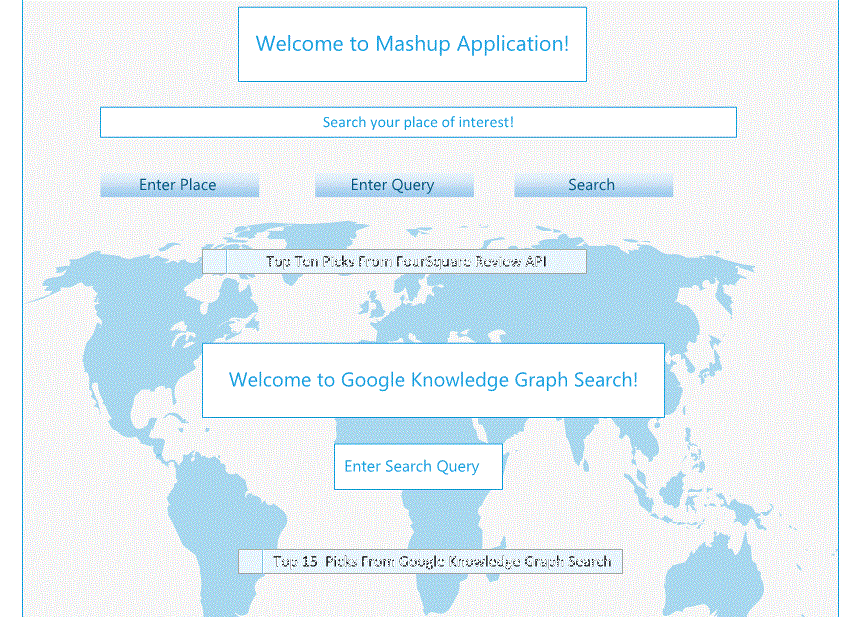 Welcome to Mashup Application!
Search your place of interest!
Enter Place
Enter Query
Search
Top Ten Picks From FourSquare Review API
Welcome to Google Knowledge Graph Search!
Enter Search Query
Top 15 Picks From Google Knowledge Graph Search